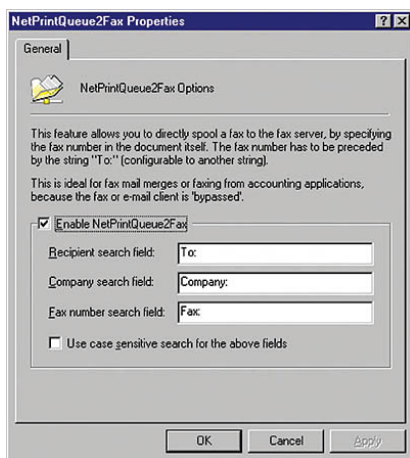 NetPrintQueue2Fax Properties
General
NetPrintQueue2Fax Options
This feature allows you to directly spool a fax to the fax server, by specifying
the fax number in the document itself. The fax number has to be preceded
by the string "To:" (configurable to another string).
This is ideal for fax mail merges or faxing from accounting applications,
because the fax or e-mail client is 'bypassed'.
Enable NetPrintQueue2Fax
Recipient search field: To:
Company search field: Company:
Fax number search field: Fax:
Use case sensitive search for the above fields
OK Cancel Apply